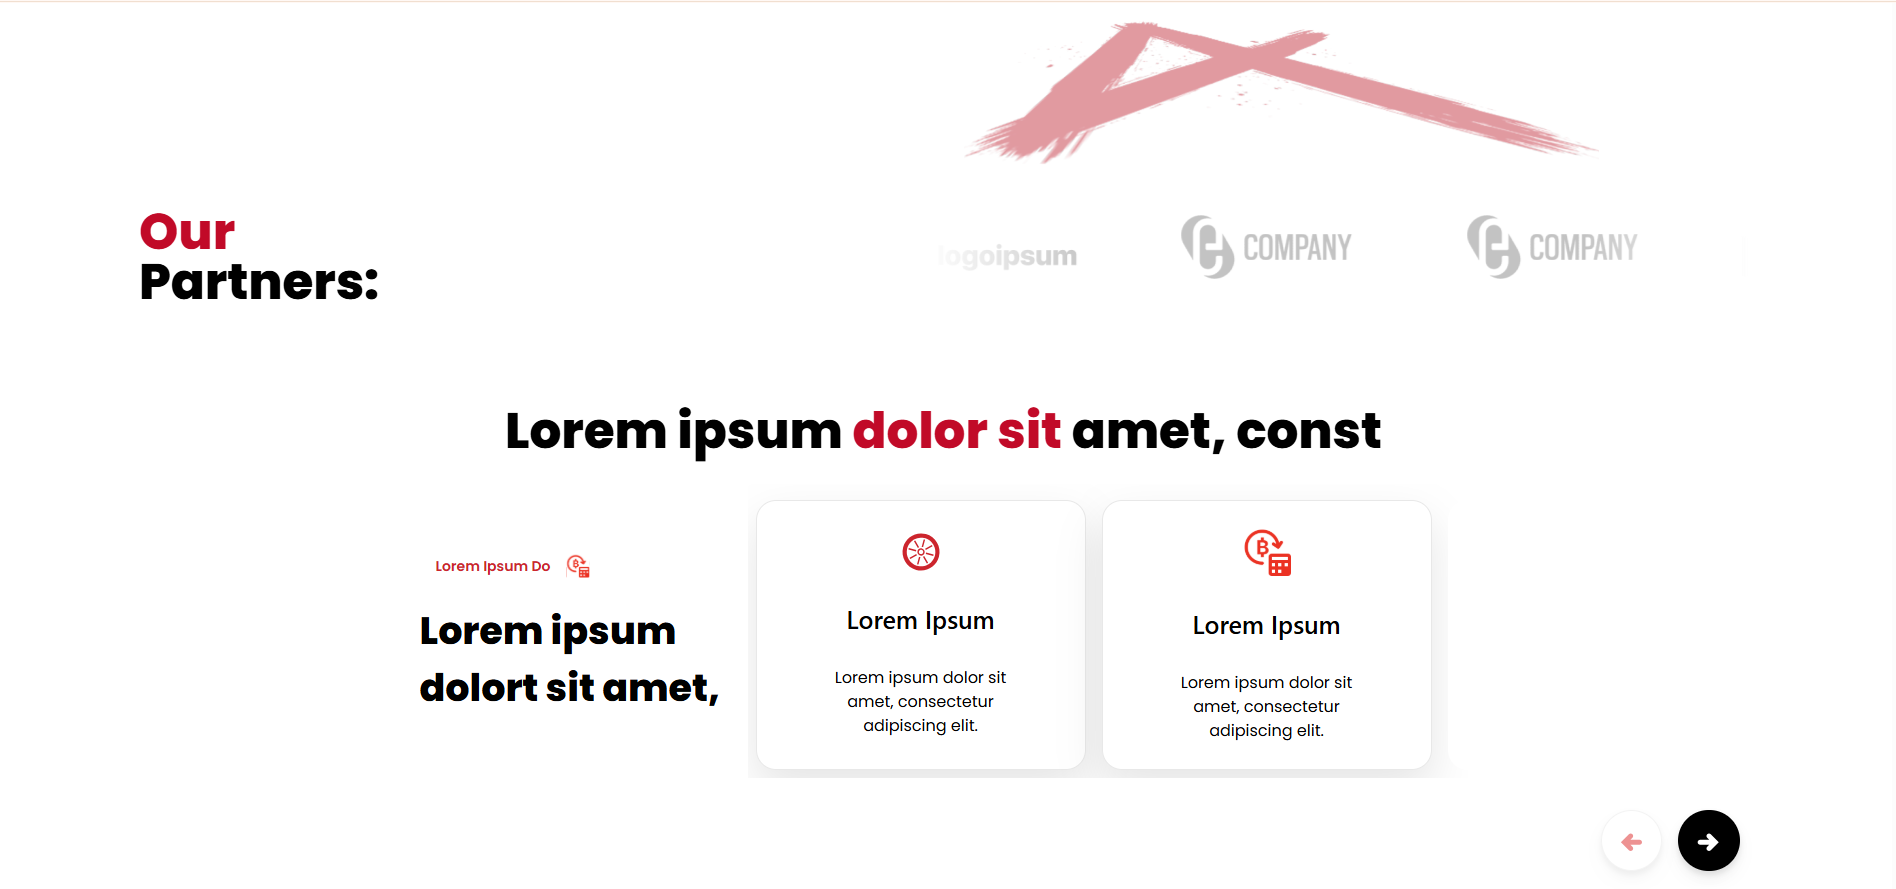 Our
Partners:
logoipsum
COMPANY
COMPANY
Lorem ipsum dolor sit amet, const
Lorem Ipsum Do
Lorem ipsum
dolort sit amet,
Lorem Ipsum
Lorem ipsum dolor sit
amet, consectetur
adipiscing elit.
Lorem Ipsum
Lorem ipsum dolor sit
amet, consectetur
adipiscing elit.